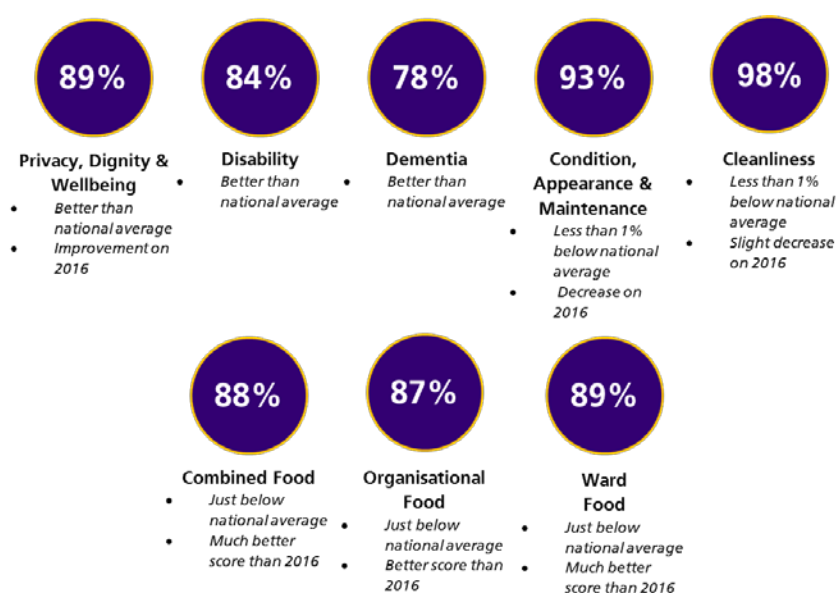 89%
84%
78%
93%
98%
Privacy, Dignity &
Wellbeing
• Better than
national average
• Improvement on
2016
Disability
• Better than
national average
Dementia
• Better than
national average
Condition,
Appearance &
Maintenance
• Less than 1%
below national
average
• Decrease on
2016
Cleanliness
• Less than 1%
below national
average
• Slight decrease
on 2016
88%
87%
89%
Combined Food
• Just below
national average
• Much better
score than 2016
Organisational
Food
• Just below
national average
• Better score than
2016
Ward
Food
• Just below
national average
• Much better
score than 2016